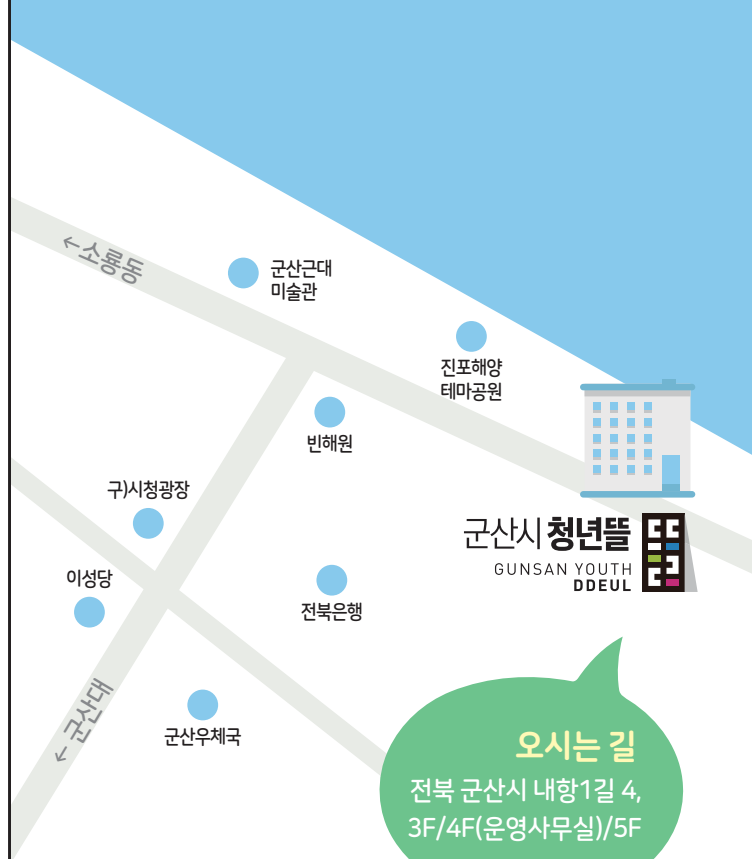 ←소룡동
군산근대
미술관
진포해양
테마공원
빈해원
구)시청광장
군산시 청년뜰
GUNSAN YOUTH
DDEUL
이성당
전북은행
← 군산대
군산우체국
오시는 길
전북 군산시 내항1길 4,
3F/4F(운영사무실)/5F